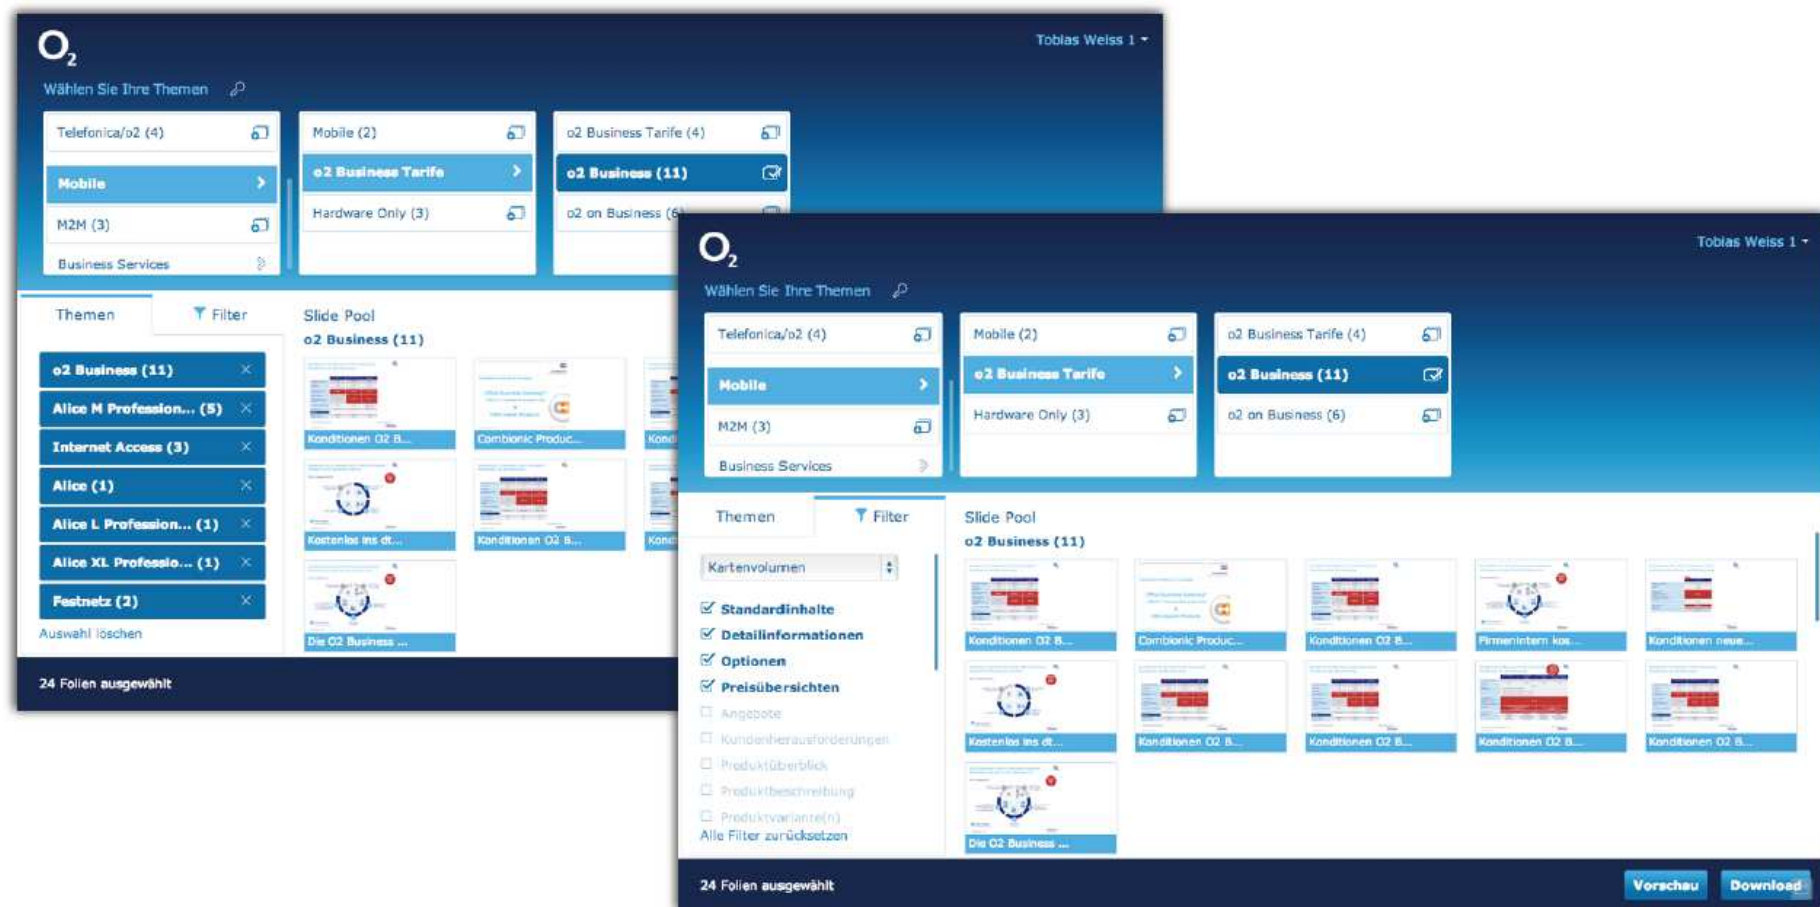 O2
Tobias Weiss 1
Wählen Sie Ihre Themen
Telefonica/o2 (4)
Mobile
M2M (3)
Business Services
Mobile (2)
o2 Business Tarife
Hardware Only (3)
o2 Business Tarife (4)
o2 Business (11)
o2 on Business (6
Themen
Filter
o2 Business (11)
Alice M Profession... (5)
Internet Access (3)
Alice (1)
Alice L Profession... (1)
Alice XL Professio... (1)
Festnetz (2)
Auswahl löschen
Slide Pool
o2 Business (11)
Konditionen O2 B...
Combionic Produc...
Kond
Kostenlos ins dt...
Konditionen O2 B...
Kond
Die O2 Business ...
24 Folien ausgewählt
O2
Tobias Weiss 1
Wählen Sie Ihre Themen
Telefonica/o2 (4)
Mobile
M2M (3)
Business Services
Mobile (2)
o2 Business Tarife
Hardware Only (3)
o2 Business Tarife (4)
o2 Business (11)
o2 on Business (6)
Themen
Filter
Kartenvolumen
Standardinhalte
Detailinformationen
Optionen
Preisübersichten
Angebote
Kundenherausforderungen
Produktüberblick
Produktbeschreibung
Produktvariante(n)
Alle Filter zurücksetzen
Slide Pool
o2 Business (11)
Konditionen O2 B...
Combionic Produc...
Konditionen O2 B...
Firmenintern kos...
Konditionen neue...
Kostenlos ins dt...
Konditionen O2 B...
Konditionen O2 B...
Konditionen O2 B...
Konditionen O2 B...
Die O2 Business ...
24 Folien ausgewählt
Vorschau
Download